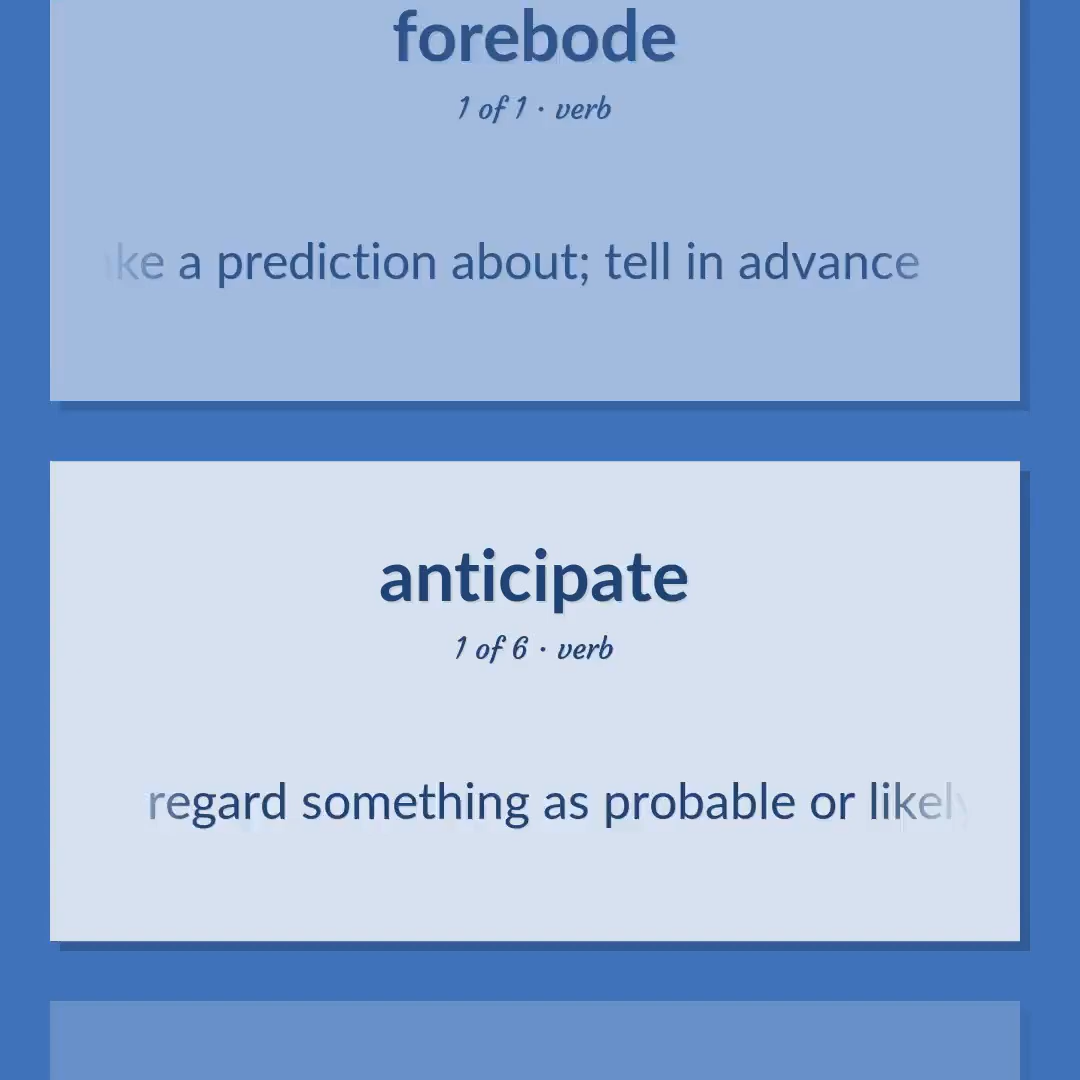 forebode
1 of 1 · verb
a prediction about; tell in advance
anticipate
1 of 6 · verb
regard something as probable or likely